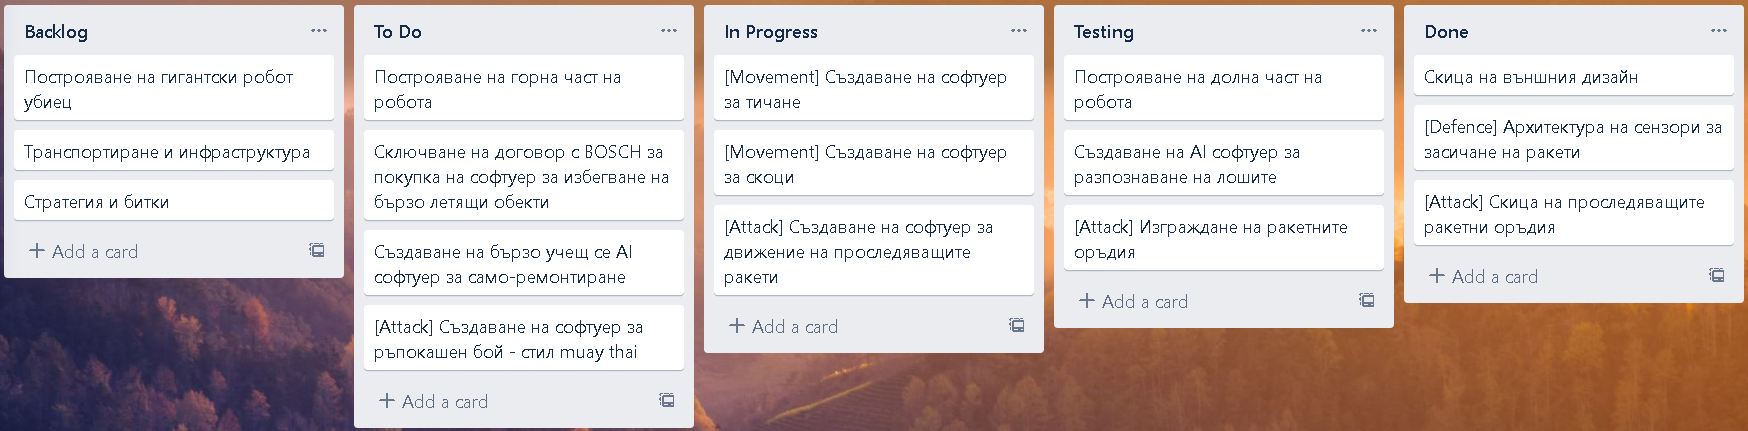 Backlog
Построяване на гигантски робот
убиец
Транспортиране и инфраструктура
Стратегия и битки
Add a card
To Do
Построяване на горна част на
робота
Сключване на договор с BOSCH за
покупка на софтуер за избегване на
бързо летящи обекти
Създаване на бързо учещ се AI
софтуер за само-ремонтиране
[Attack] Създаване на софтуер за
ръпокашен бой - стил muay thai
Add a card
In Progress
[Movement] Създаване на софтуер
за тичане
[Movement] Създаване на софтуер
за скоци
[Attack] Създаване на софтуер за
движение на проследяващите
ракети
Add a card
Testing
Построяване на долна част на
робота
Създаване на AI софтуер за
разпознаване на лошите
[Attack] Изграждане на ракетните
оръдия
Add a card
Done
Скица на външния дизайн
[Defence] Архитектура на сензори за
засичане на ракети
[Attack] Скица на проследяващите
ракетни оръдия
Add a card